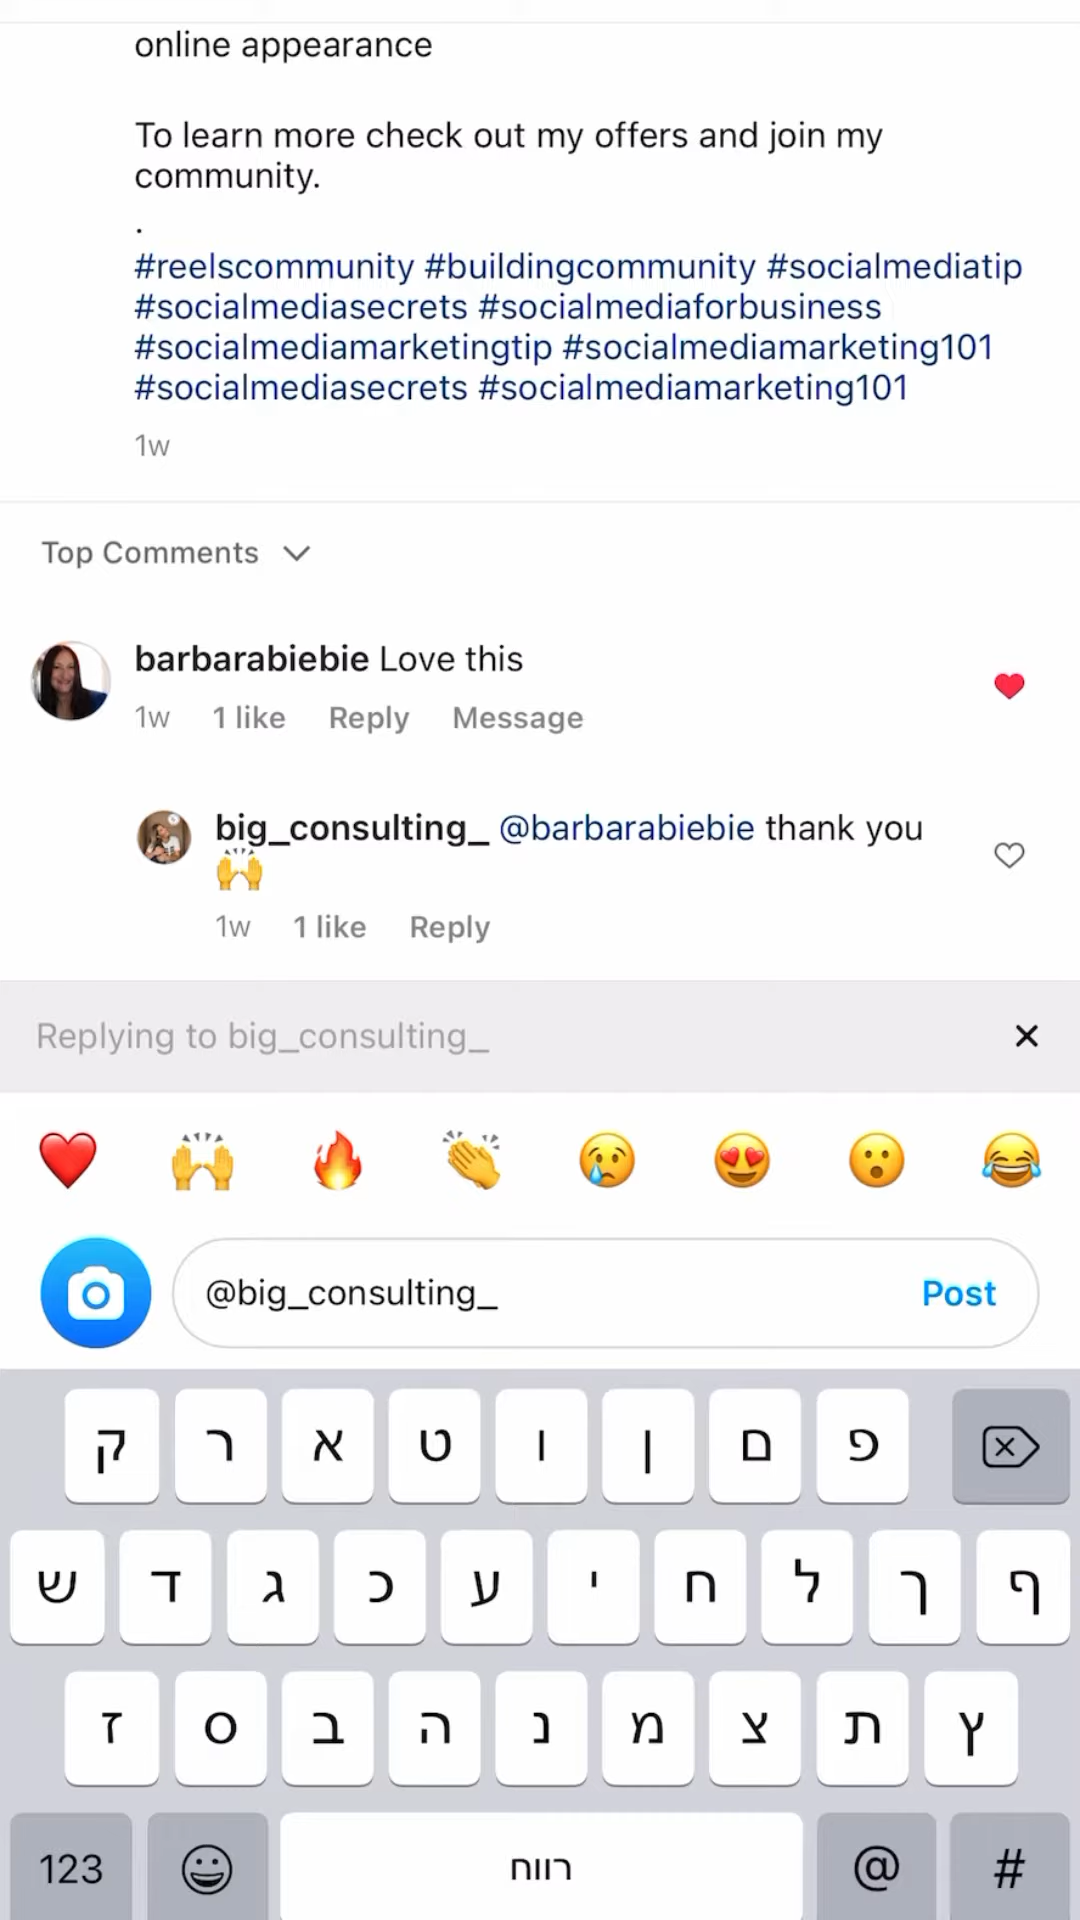 online appearance
To learn more check out my offers and join my
community.
.
#reelscommunity #buildingcommunity #socialmediatip
#socialmediasecrets #socialmediaforbusiness
#socialmediamarketingtip #socialmediamarketing101
#socialmediasecrets #socialmediamarketing101
1w
Top Comments
barbarabiebie Love this
1w 1 like Reply Message
big_consulting_ @barbarabiebie thank you
🙌
1w 1 like Reply
Replying to big_consulting_
❤️ 🙌 🔥 👏 😢 😍 😮 😂
@big_consulting_ Post
ק ר א ט ו ן ם פ
ש ד ג כ ע י ח ל ך ף
ז ס ב ה נ מ צ ת ץ
123 רווח @ #